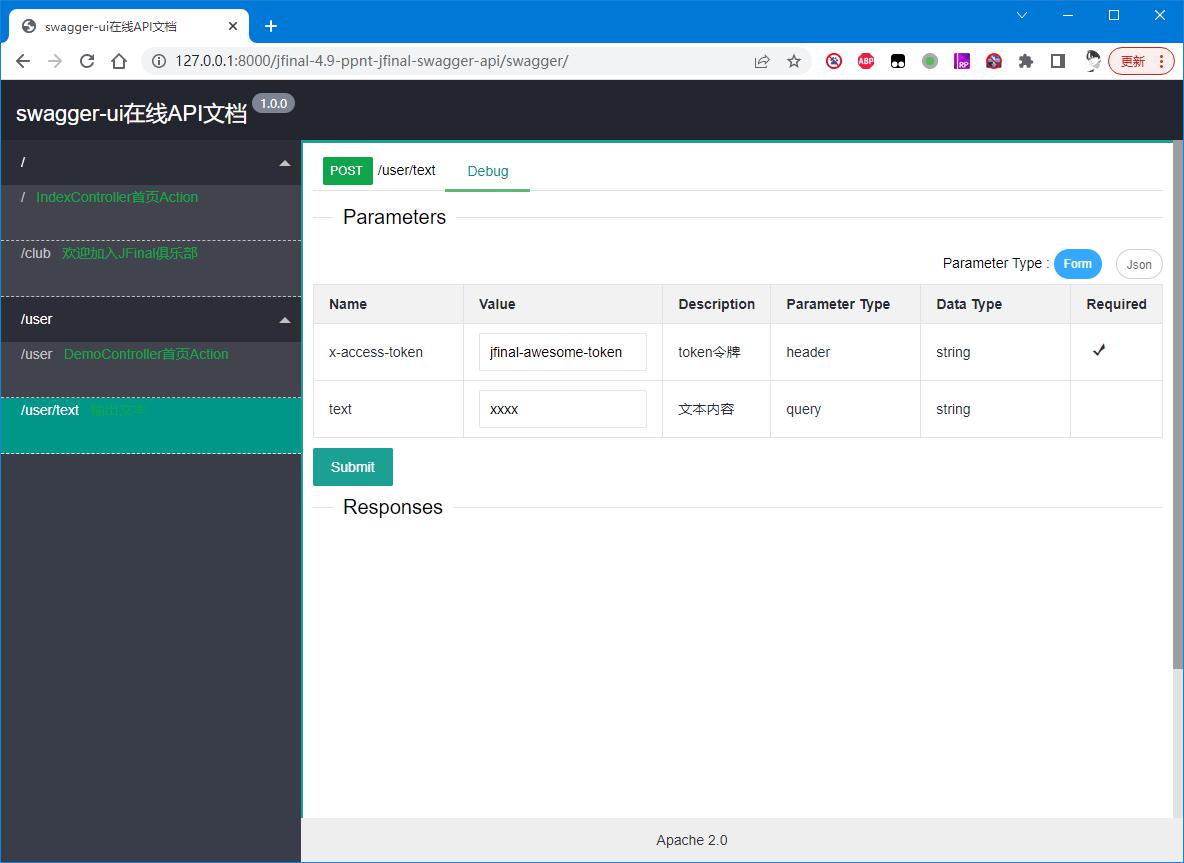 swagger-ui在线API文档
127.0.0.1:8000/jfinal-4.9-ppnt-jfinal-swagger-api/swagger/
ABP
RP
更新
swagger-ui在线API文档 1.0.0
/
/ IndexController首页Action
/club 欢迎加入JFinal俱乐部
/user
/user DemoController首页Action
/user/text 输出文本
POST /user/text Debug
Parameters
Parameter Type : Form Json
Name Value Description Parameter Type Data Type Required
x-access-token jfinal-awesome-token token令牌 header string
text xxxx 文本内容 query string
Submit
Responses
Apache 2.0